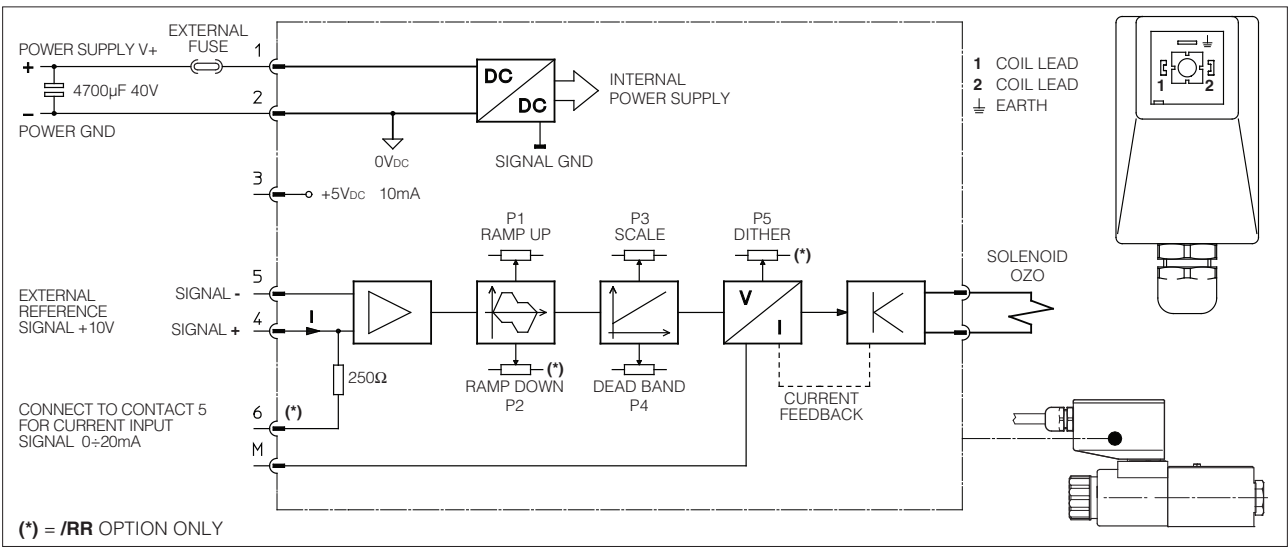 EXTERNAL
FUSE
POWER SUPPLY V+
1
+
4700µF 40V
2
–
POWER GND
DC
DC
INTERNAL
POWER SUPPLY
0VDC
SIGNAL GND
3
+5VDC 10mA
1 COIL LEAD
2 COIL LEAD
EARTH
1 2
P1
RAMP UP
P3
SCALE
P5
DITHER
(*)
5
SIGNAL -
EXTERNAL
REFERENCE
SIGNAL +10V
4
SIGNAL +
I
V
I
SOLENOID
OZO
250Ω
(*)
RAMP DOWN
P2
DEAD BAND
P4
CURRENT
FEEDBACK
CONNECT TO CONTACT 5
FOR CURRENT INPUT
SIGNAL 0÷20mA
6 (*)
M
(*) = /RR OPTION ONLY